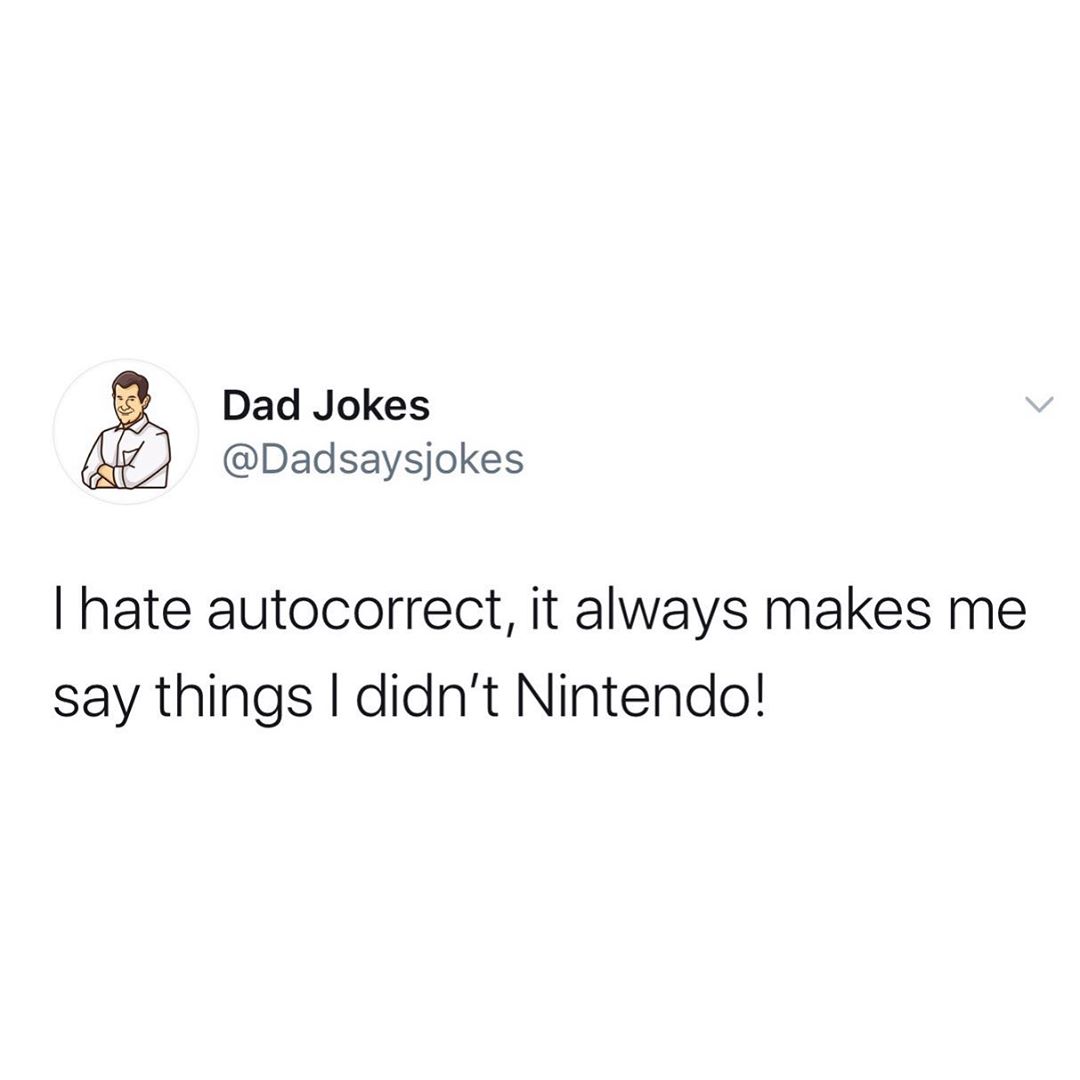 Dad Jokes
@Dadsaysjokes
I hate autocorrect, it always makes me
say things I didn’t Nintendo!